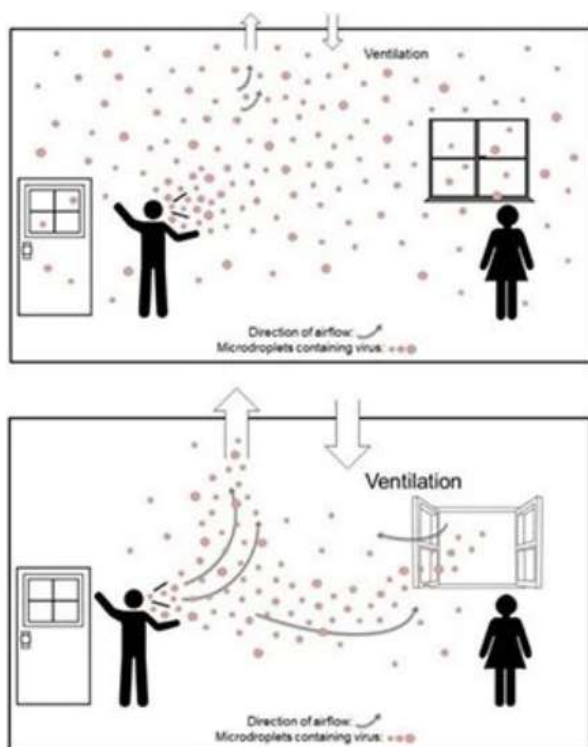 Ventilation
Direction of airflow:
Microdroplets containing virus:
Ventilation
Direction of airflow:
Microdroplets containing virus: